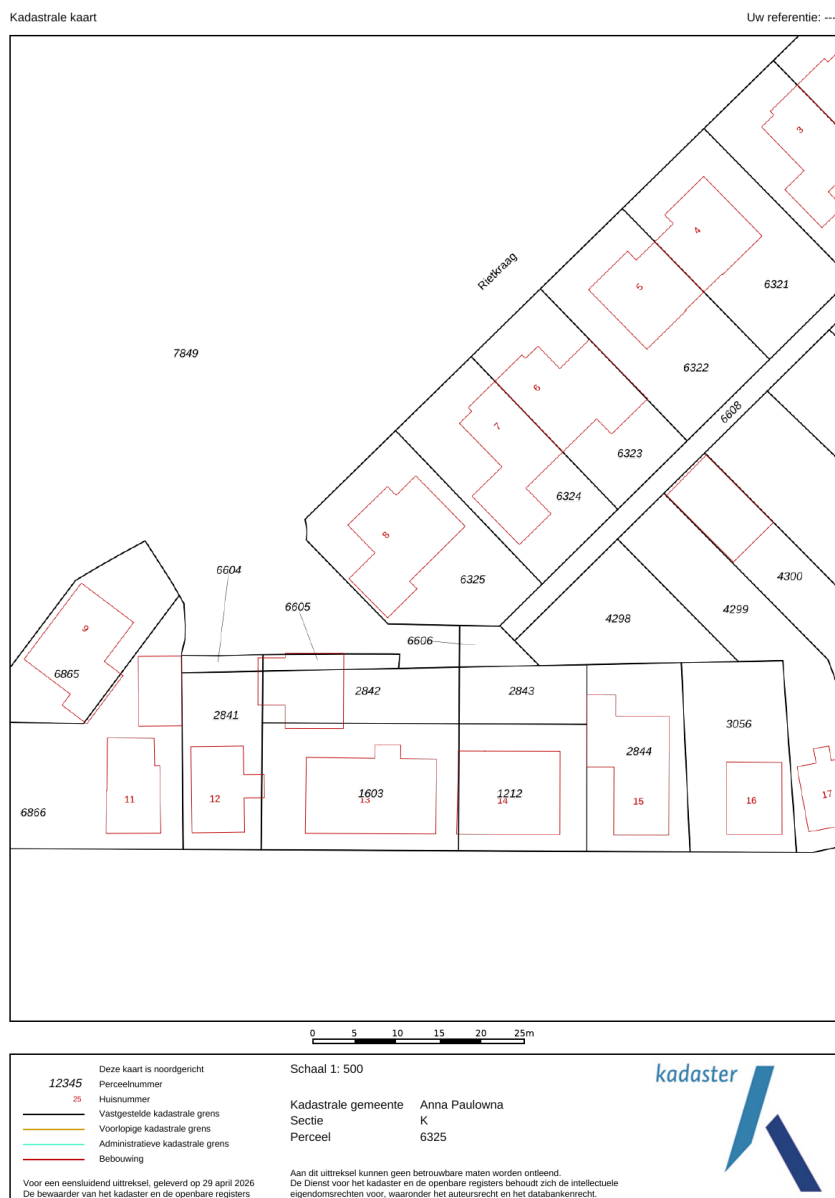 Kadastrale kaart
Uw referentie: ---
3
4
Rietkraag
5
6321
7849
6322
6
6608
7
6323
6324
8
6604
6325
4300
6605
4299
4298
9
6606
6865
2842
2843
2841
3056
2844
1603
1212
11
12
13
14
15
16
17
6866
0 5 10 15 20 25m
Deze kaart is noordgericht
12345 Perceelnummer
25 Huisnummer
Vastgestelde kadastrale grens
Voorlopige kadastrale grens
Administratieve kadastrale grens
Bebouwing
Voor een eensluidend uittreksel, geleverd op 29 april 2026
De bewaarder van het kadaster en de openbare registers
Schaal 1: 500
Kadastrale gemeente Anna Paulowna
Sectie K
Perceel 6325
Aan dit uittreksel kunnen geen betrouwbare maten worden ontleend.
De Dienst voor het kadaster en de openbare registers behoudt zich de intellectuele
eigendomsrechten voor, waaronder het auteursrecht en het databankenrecht.
kadaster